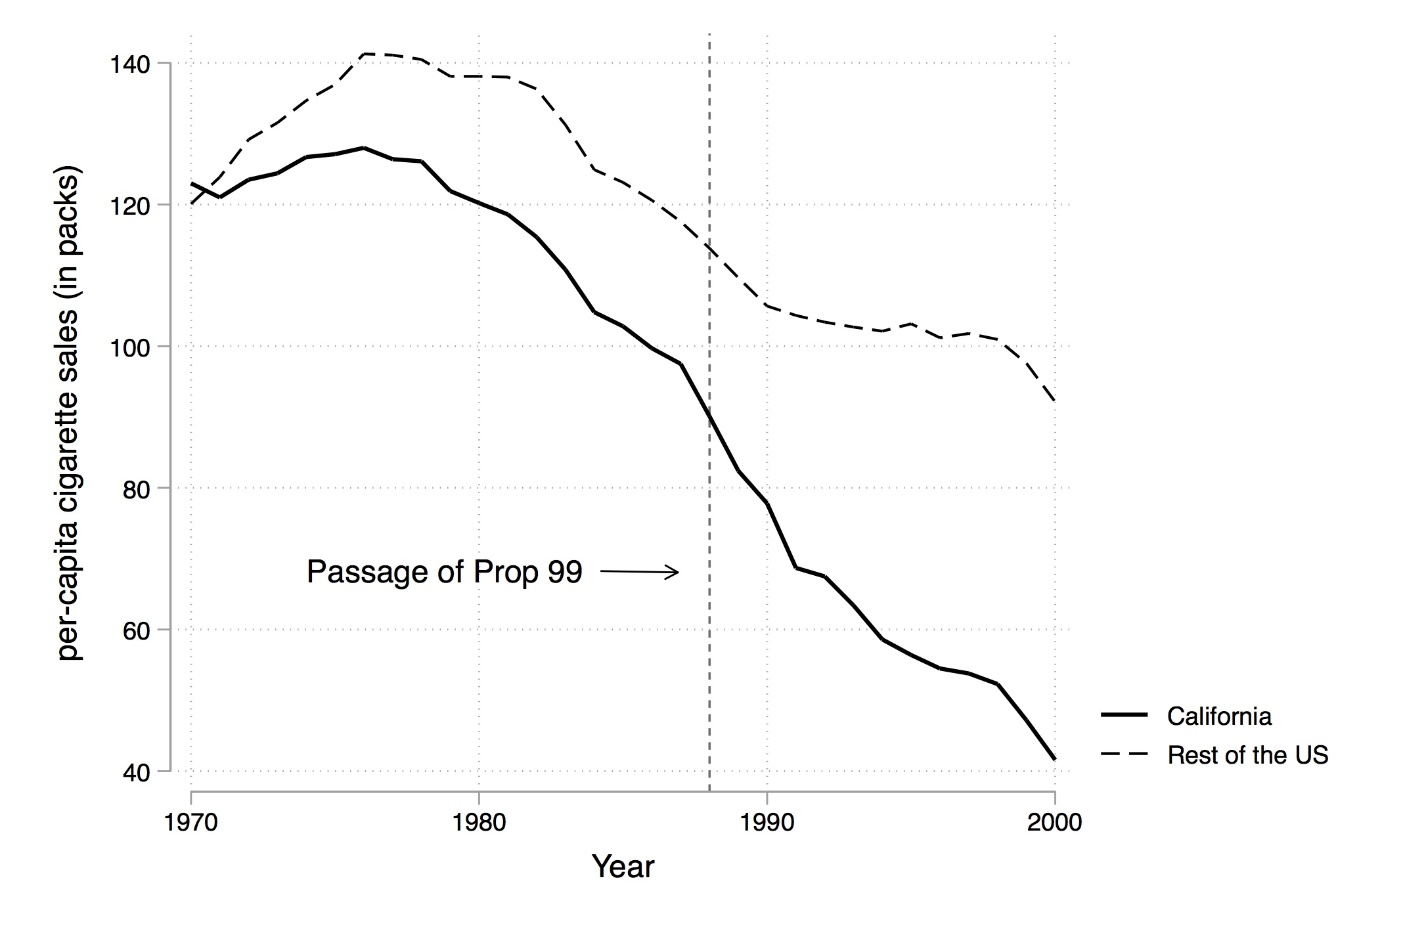 per-capita cigarette sales (in packs)
140
120
100
80
60
40
Passage of Prop 99
1970 1980 1990 2000
Year
California
Rest of the US